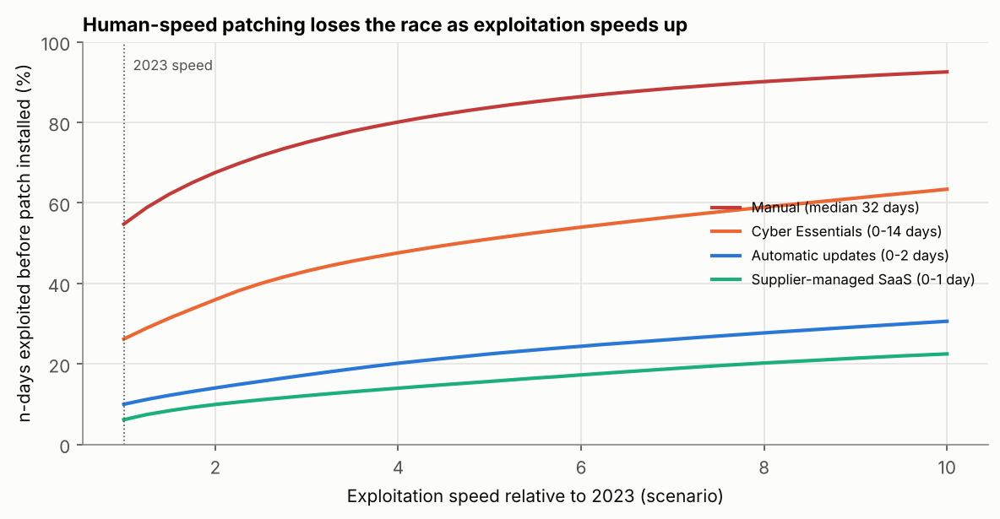 Human-speed patching loses the race as exploitation speeds up
100
80
60
40
20
0
n-days exploited before patch installed (%)
2023 speed
Manual (median 32 days)
Cyber Essentials (0-14 days)
Automatic updates (0-2 days)
Supplier-managed SaaS (0-1 day)
2 4 6 8 10
Exploitation speed relative to 2023 (scenario)